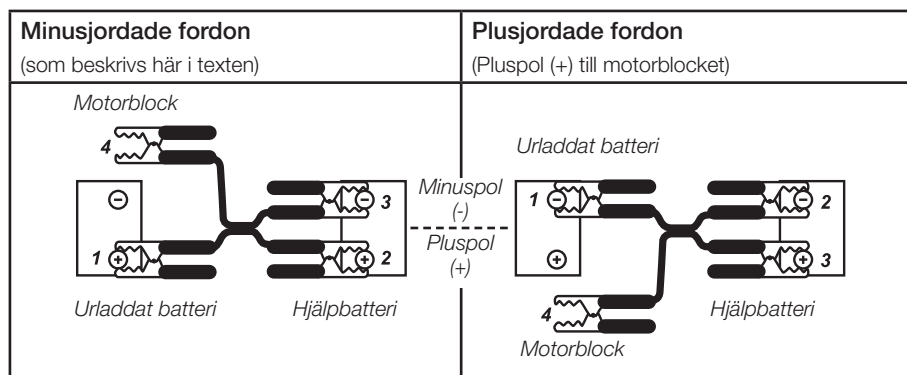 Minusjordade fordon
(som beskrivs här i texten)
Plusjordade fordon
(Pluspol (+) till motorblocket)
Motorblock
4
1
3
2
Urladdat batteri
Hjälpbatteri
Minuspol
(-)
Pluspol
(+)
Urladdat batteri
1
2
3
4
Hjälpbatteri
Motorblock